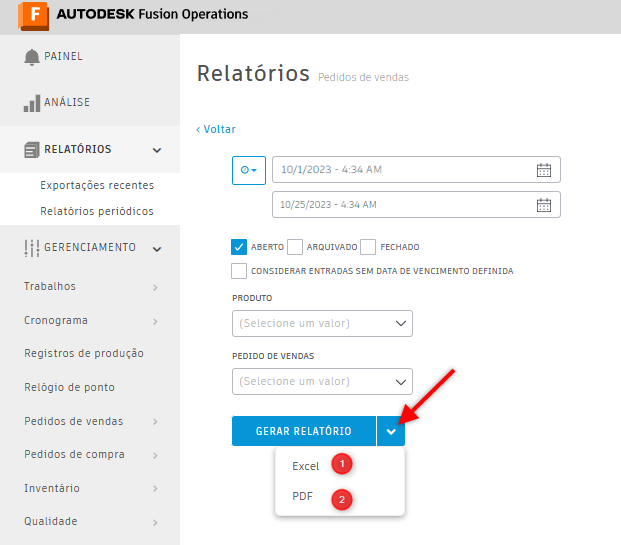 AUTODESK Fusion Operations
PAINEL
ANÁLISE
RELATÓRIOS
Exportações recentes
Relatórios periódicos
GERENCIAMENTO
Trabalhos
Cronograma
Registros de produção
Relógio de ponto
Pedidos de vendas
Pedidos de compra
Inventário
Qualidade
Relatórios Pedidos de vendas
‹ Voltar
10/1/2023 - 4:34 AM
10/25/2023 - 4:34 AM
ABERTO ARQUIVADO FECHADO
CONSIDERAR ENTRADAS SEM DATA DE VENCIMENTO DEFINIDA
PRODUTO
(Selecione um valor)
PEDIDO DE VENDAS
(Selecione um valor)
GERAR RELATÓRIO
Excel 1
PDF 2